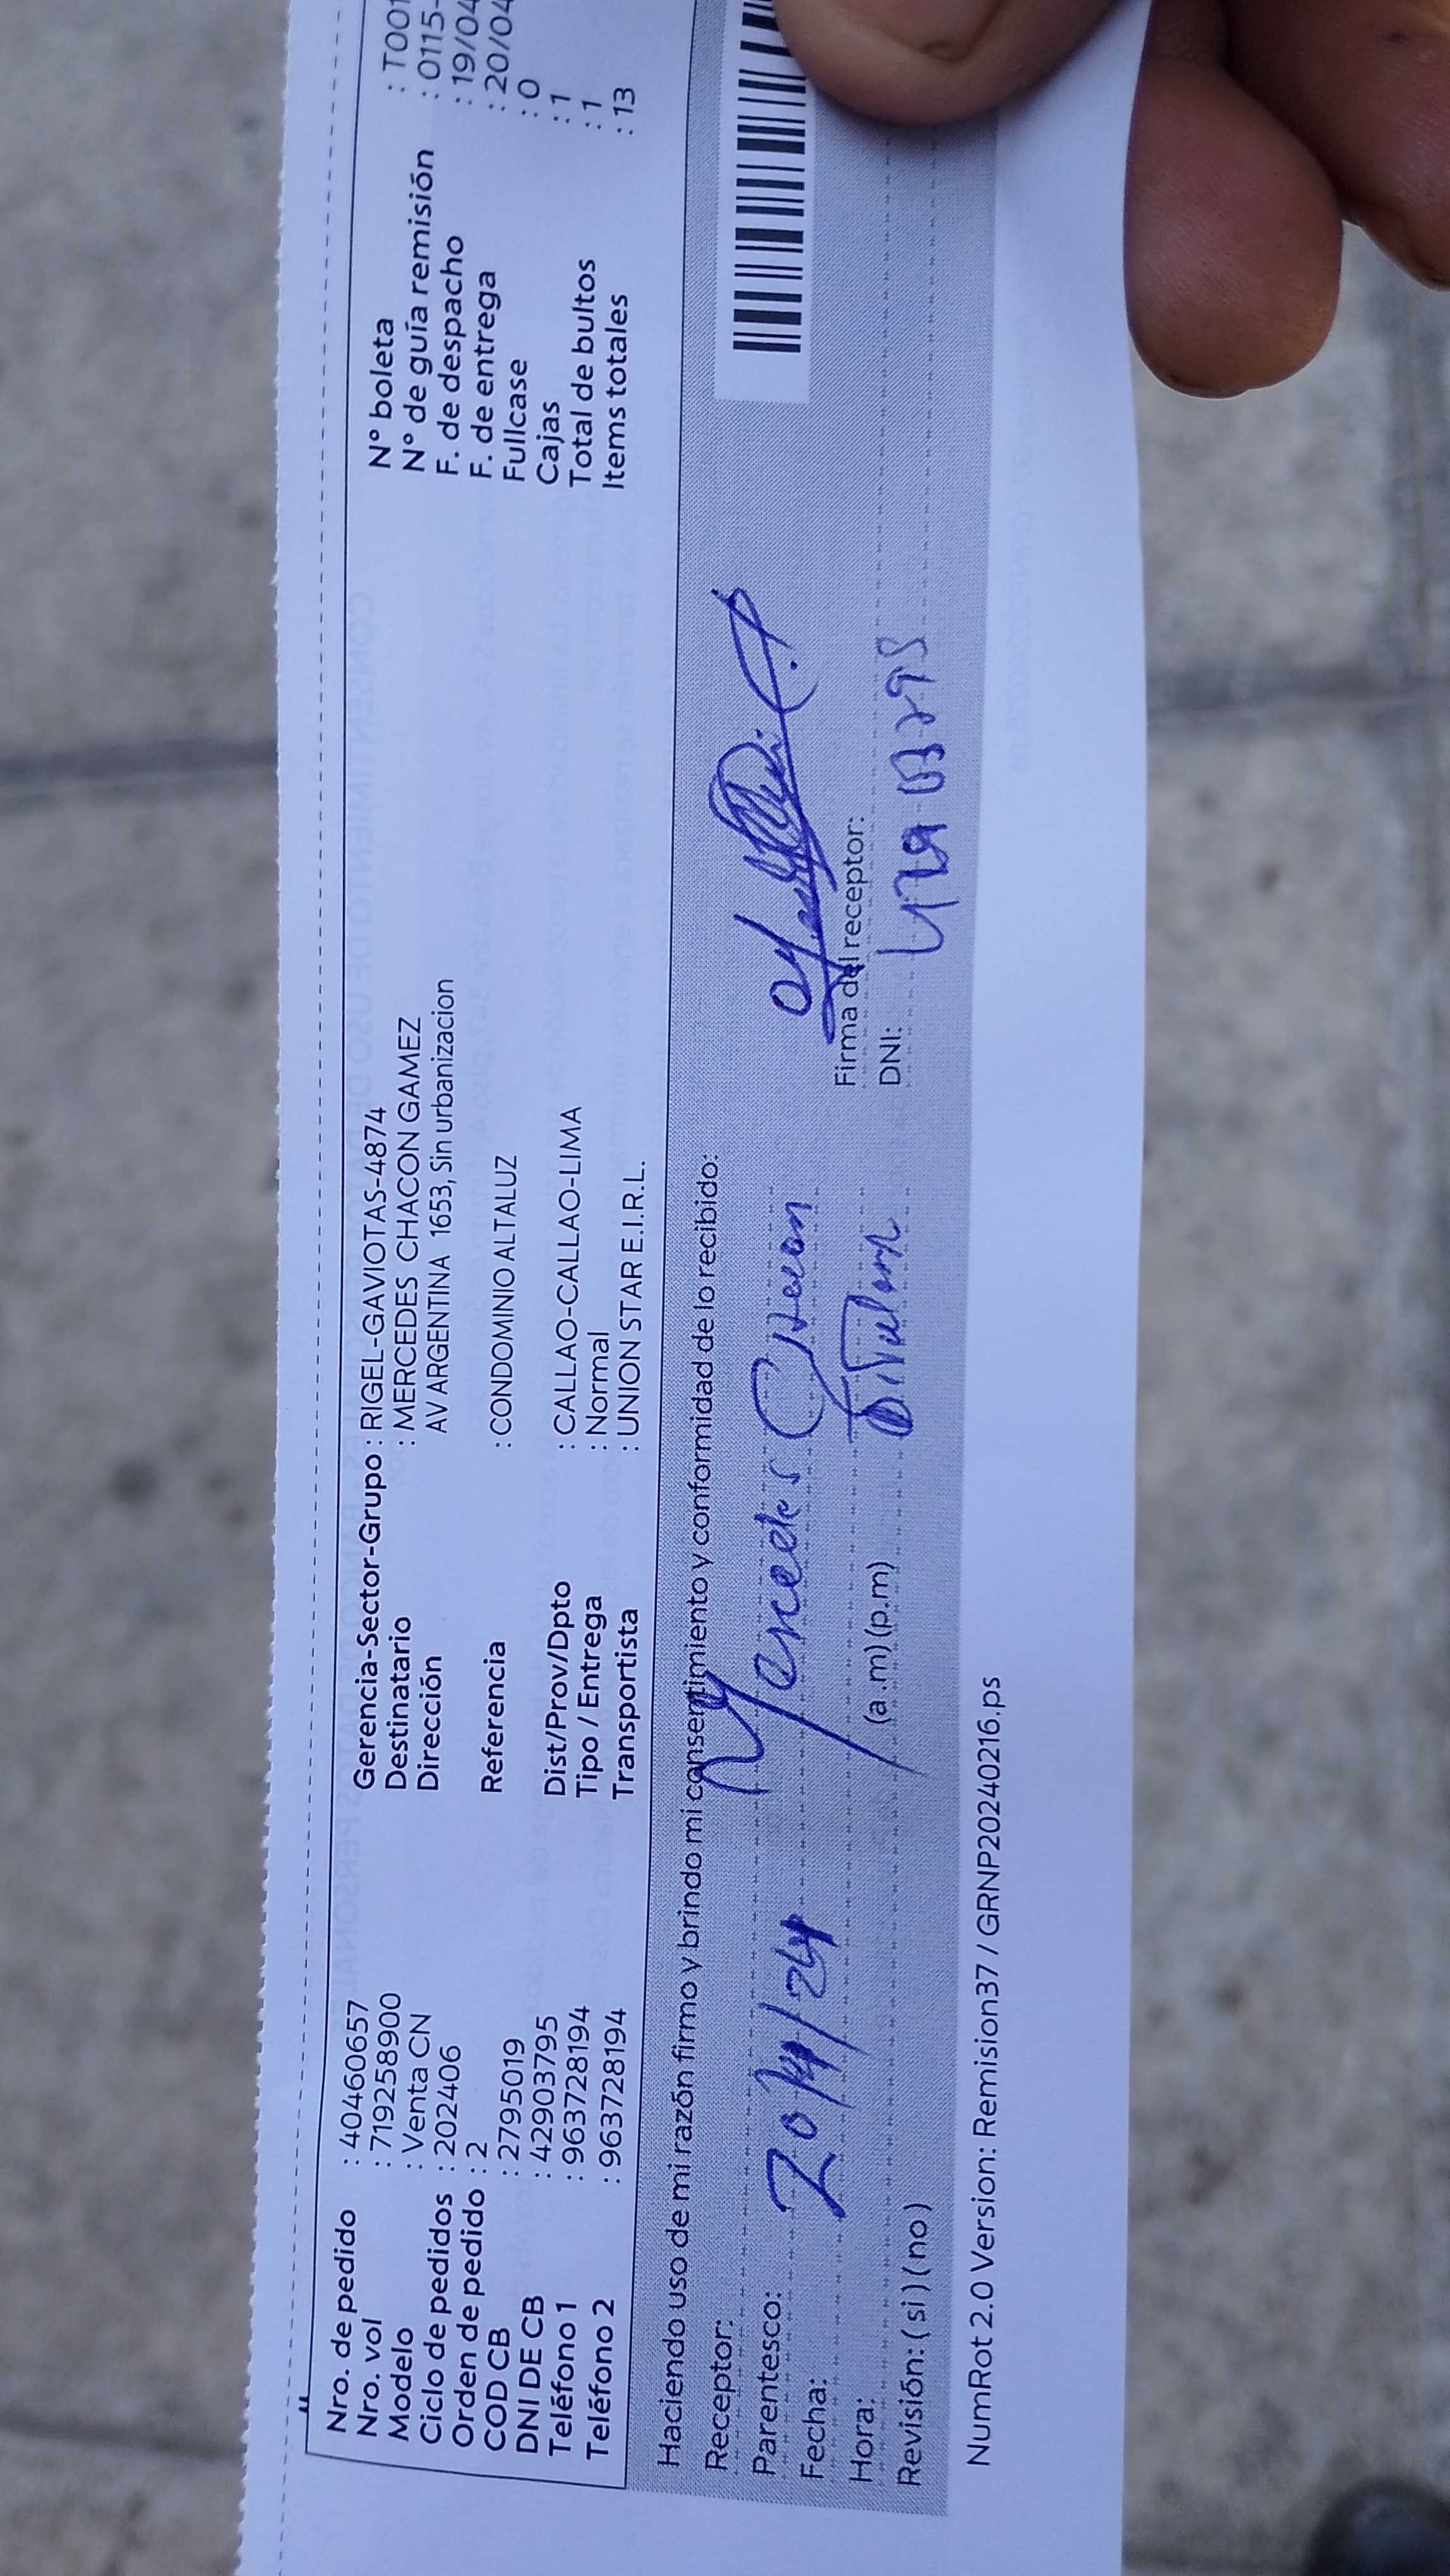 Nro. de pedido : 40460657
Nro. vol : 719258900
Modelo : Venta CN
Ciclo de pedidos : 202406
Orden de pedido : 2
COD CB : 2795019
DNI DE CB : 42903795
Teléfono 1 : 963728194
Teléfono 2 : 963728194
Gerencia-Sector-Grupo : RIGEL-GAVIOTAS-4874
Destinatario : MERCEDES CHACON GAMEZ
Dirección AV ARGENTINA 1653, Sin urbanizacion
Referencia : CONDOMINIO ALTALUZ
Dist/Prov/Dpto : CALLAO-CALLAO-LIMA
Tipo / Entrega : Normal
Transportista : UNION STAR E.I.R.L.
N° boleta : T001
N° de guía remisión : 0115-
F. de despacho : 19/04
F. de entrega : 20/04
Fullcase : 0
Cajas : 1
Total de bultos : 1
Items totales : 13
Haciendo uso de mi razón firmo y brindo mi consentimiento y conformidad de lo recibido:
Receptor:
Parentesco: Mercedes Chacon
Fecha: 20/4/24
Hora: (a .m) (p.m) Titular
Revisión: ( si ) ( no )
Firma del receptor:
DNI: 42903795
NumRot 2.0 Version: Remision37 / GRNP20240216.ps